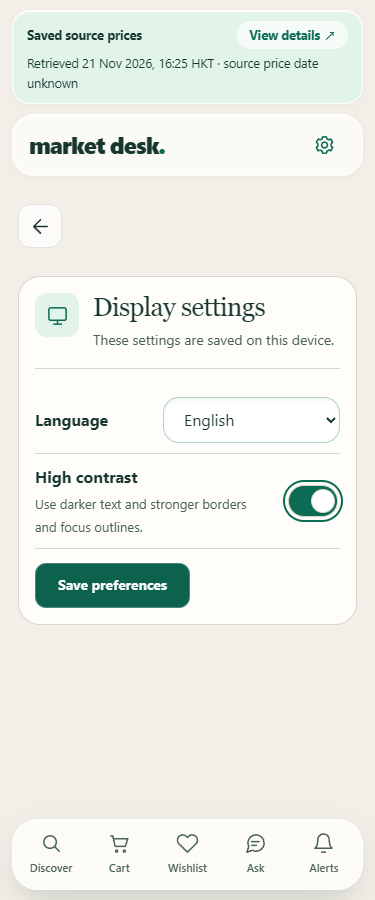 Saved source prices
View details ↗
Retrieved 21 Nov 2026, 16:25 HKT · source price date
unknown
market desk.
Display settings
These settings are saved on this device.
Language
English
High contrast
Use darker text and stronger borders
and focus outlines.
Save preferences
Discover
Cart
Wishlist
Ask
Alerts